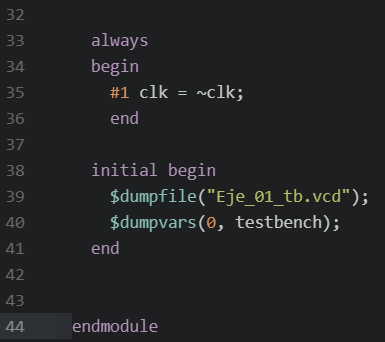 32
33 always
34 begin
35 #1 clk = ~clk;
36 end
37
38 initial begin
39 $dumpfile("Eje_01_tb.vcd");
40 $dumpvars(0, testbench);
41 end
42
43
44 endmodule